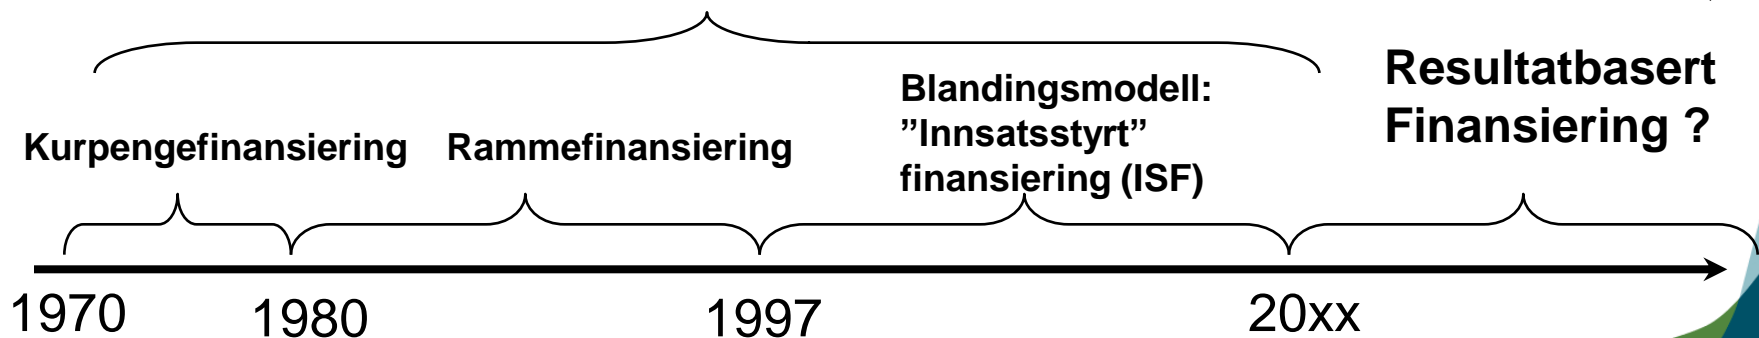 Resultatbasert
Finansiering ?
Blandingsmodell:
”Innsatsstyrt”
finansiering (ISF)
Kurpengefinansiering
Rammefinansiering
1970
1980
1997
20xx